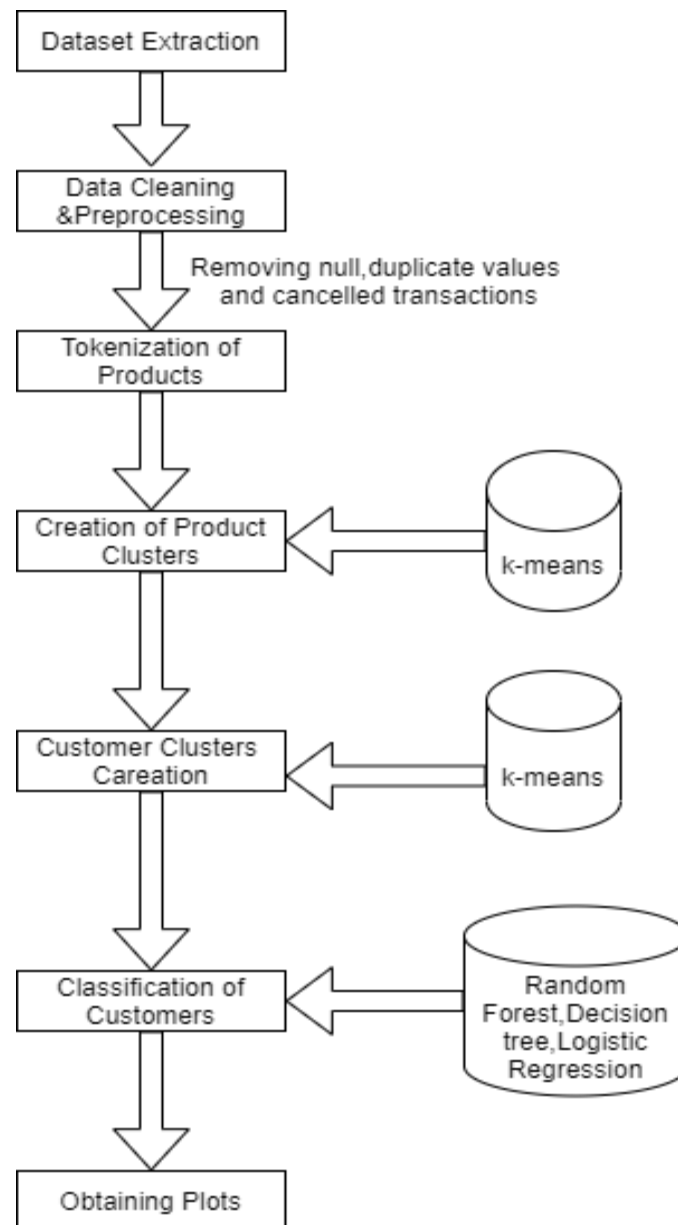 Dataset Extraction
Data Cleaning
&Preprocessing
Removing null,duplicate values
and cancelled transactions
Tokenization of
Products
Creation of Product
Clusters
k-means
Customer Clusters
Careation
k-means
Classification of
Customers
Random
Forest,Decision
tree,Logistic
Regression
Obtaining Plots